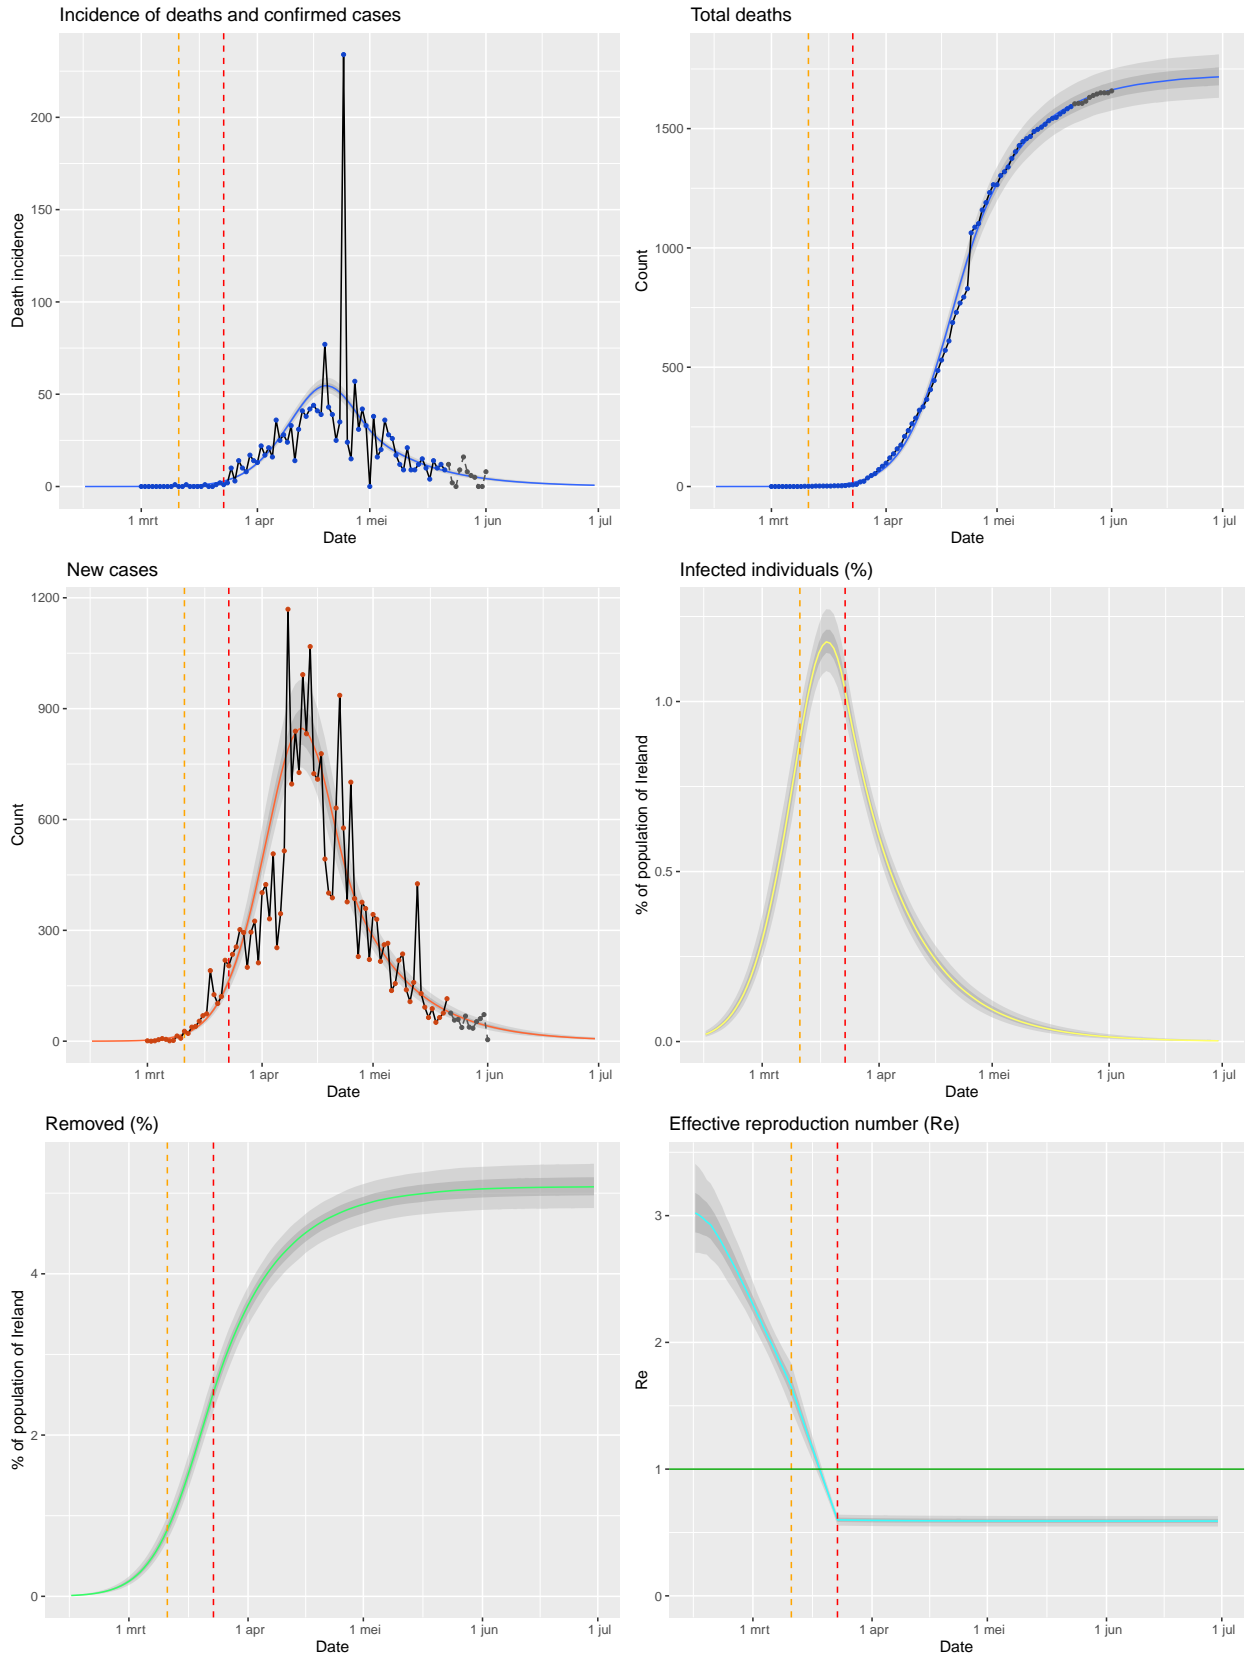 Incidence of deaths and confirmed cases
Death incidence
200
150
100
50
0
1 mrt
1 apr
1 mei
1 jun
1 jul
Date
Total deaths
Count
1500
1000
500
0
1 mrt
1 apr
1 mei
1 jun
1 jul
Date
New cases
Count
1200
900
600
300
0
1 mrt
1 apr
1 mei
1 jun
1 jul
Date
Infected individuals (%)
% of population of Ireland
1.0
0.5
0.0
1 mrt
1 apr
1 mei
1 jun
1 jul
Date
Removed (%)
% of population of Ireland
4
2
0
1 mrt
1 apr
1 mei
1 jun
1 jul
Date
Effective reproduction number (Re)
Re
3
2
1
0
1 mrt
1 apr
1 mei
1 jun
1 jul
Date